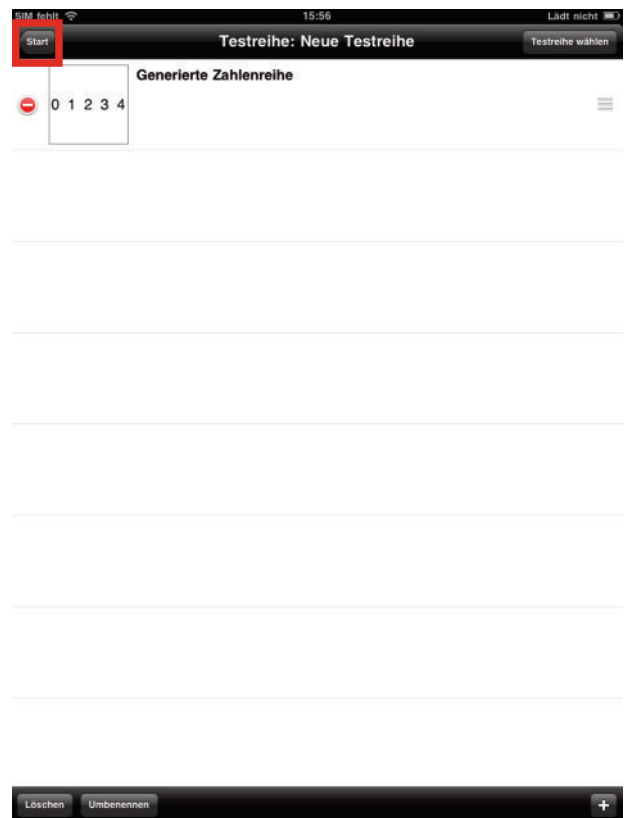 SIM fehlt 15:56 Lädt nicht
Start Testreihe: Neue Testreihe Testreihe wählen
Generierte Zahlenreihe
0 1 2 3 4
Löschen Umbenennen +